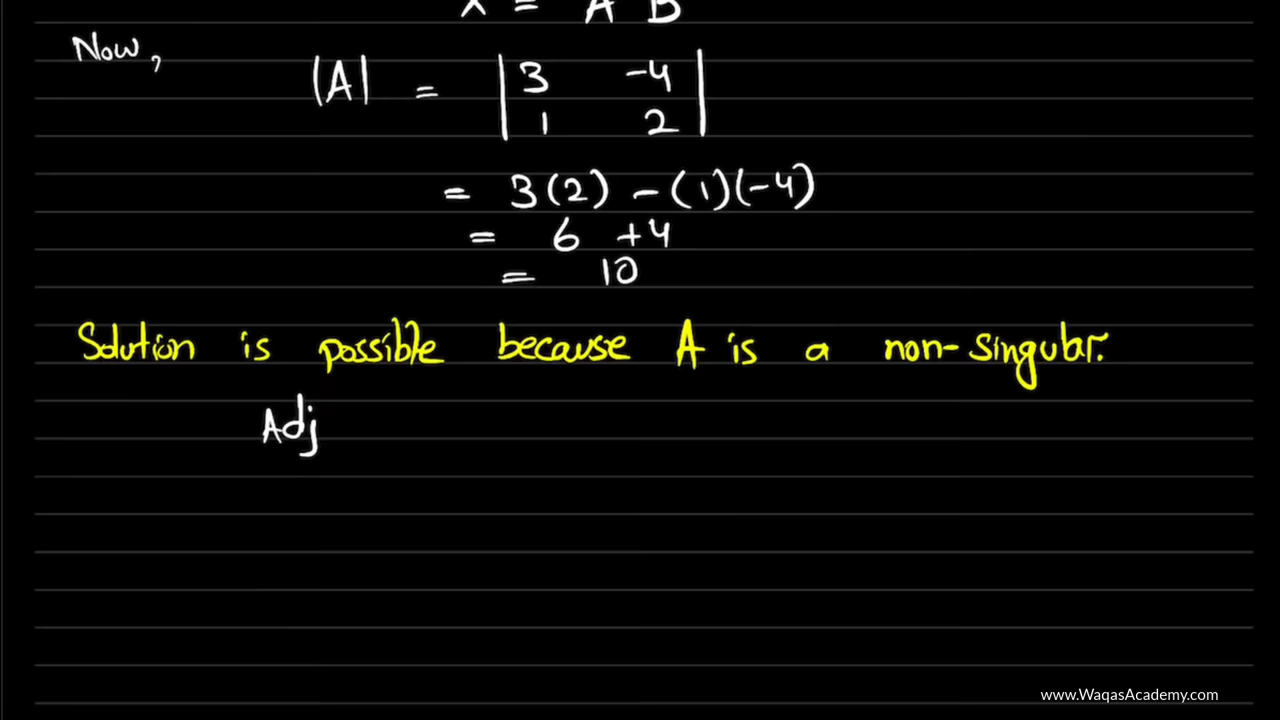 X = A B
Now,
|A| = | 3 -4 |
| 1 2 |
= 3(2) - (1)(-4)
= 6 +4
= 10
Solution is possible because A is a non-singular.
Adj
www.WaqasAcademy.com